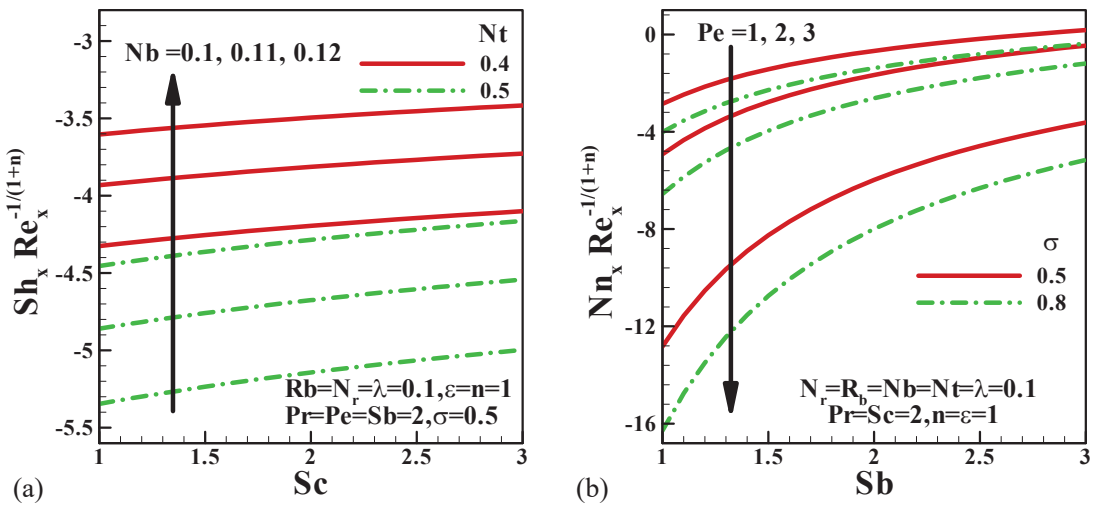 Nb =0.1, 0.11, 0.12
Nt
0.4
0.5
-3
-3.5
-4
-4.5
-5
-5.5
Sh_x Re_x^-1/(1+n)
Rb=N_r=λ=0.1,ε=n=1
Pr=Pe=Sb=2,σ=0.5
1 1.5 2 2.5 3
(a) Sc
Pe =1, 2, 3
0
-4
-8
-12
-16
Nn_x Re_x^-1/(1+n)
σ
0.5
0.8
N_r=R_b=Nb=Nt=λ=0.1
Pr=Sc=2,n=ε=1
1 1.5 2 2.5 3
(b) Sb